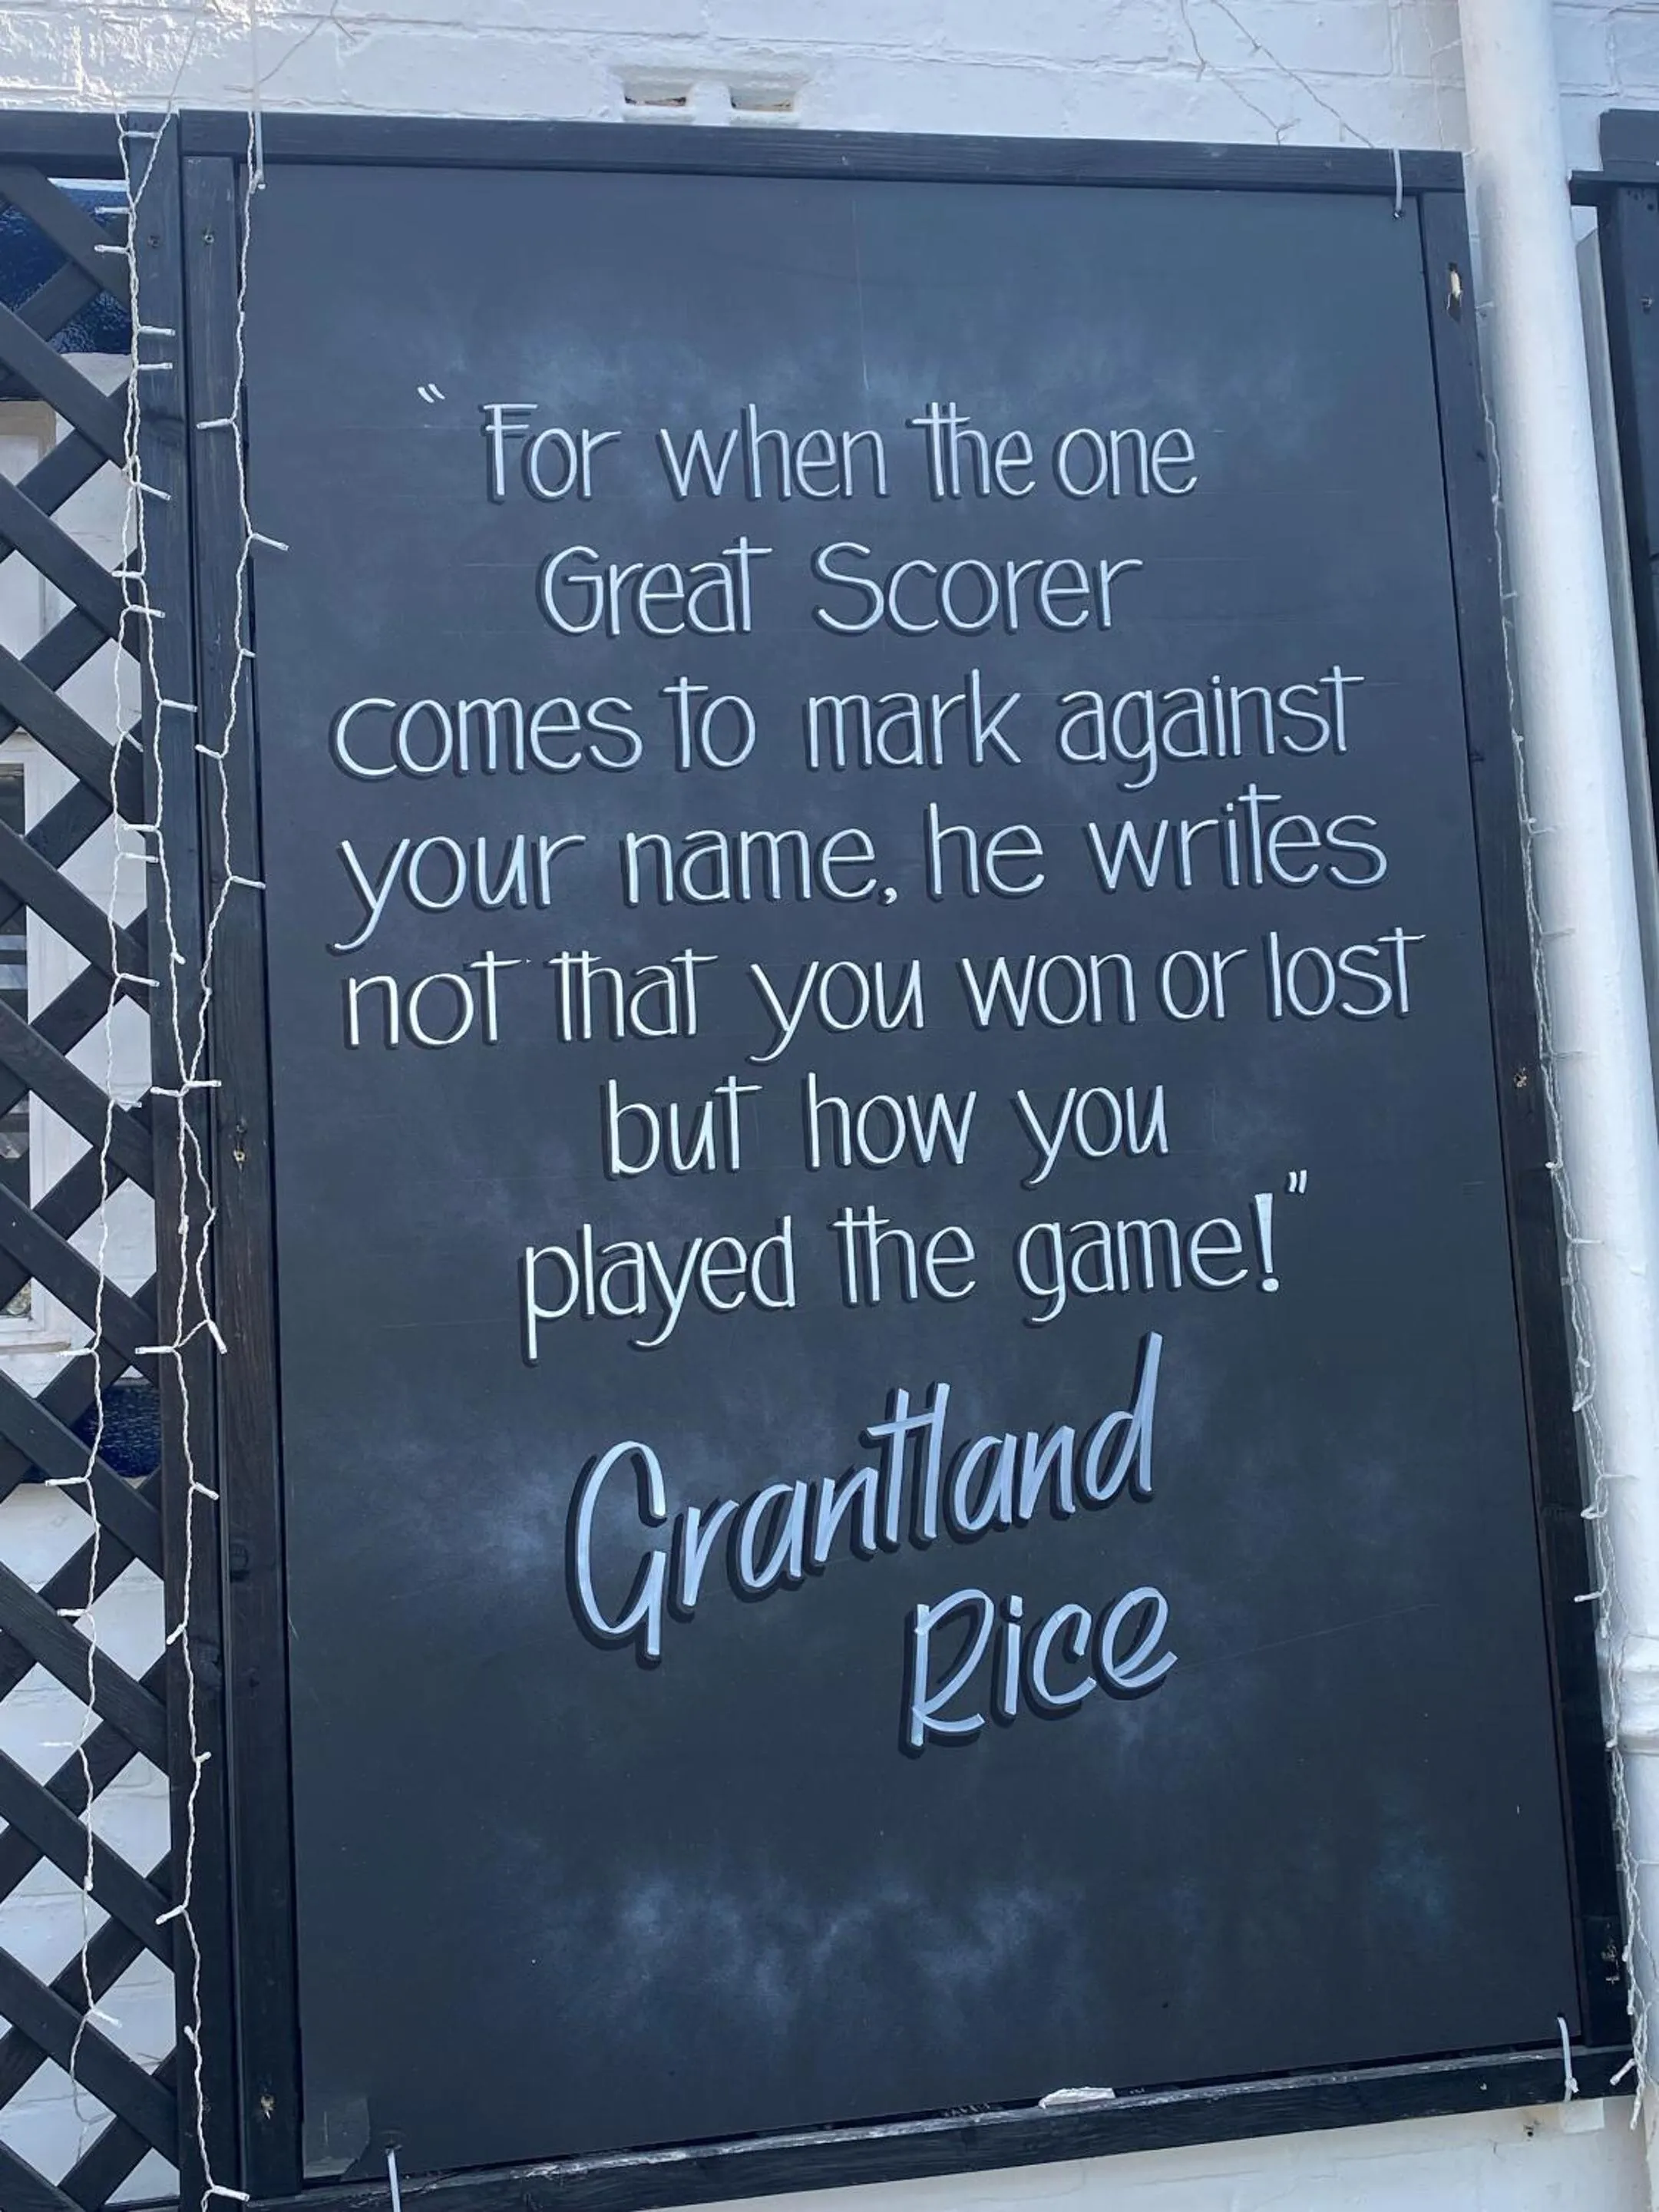 “For when the one
Great Scorer
comes to mark against
your name, he writes
not that you won or lost
but how you
played the game!”
Grantland
Rice